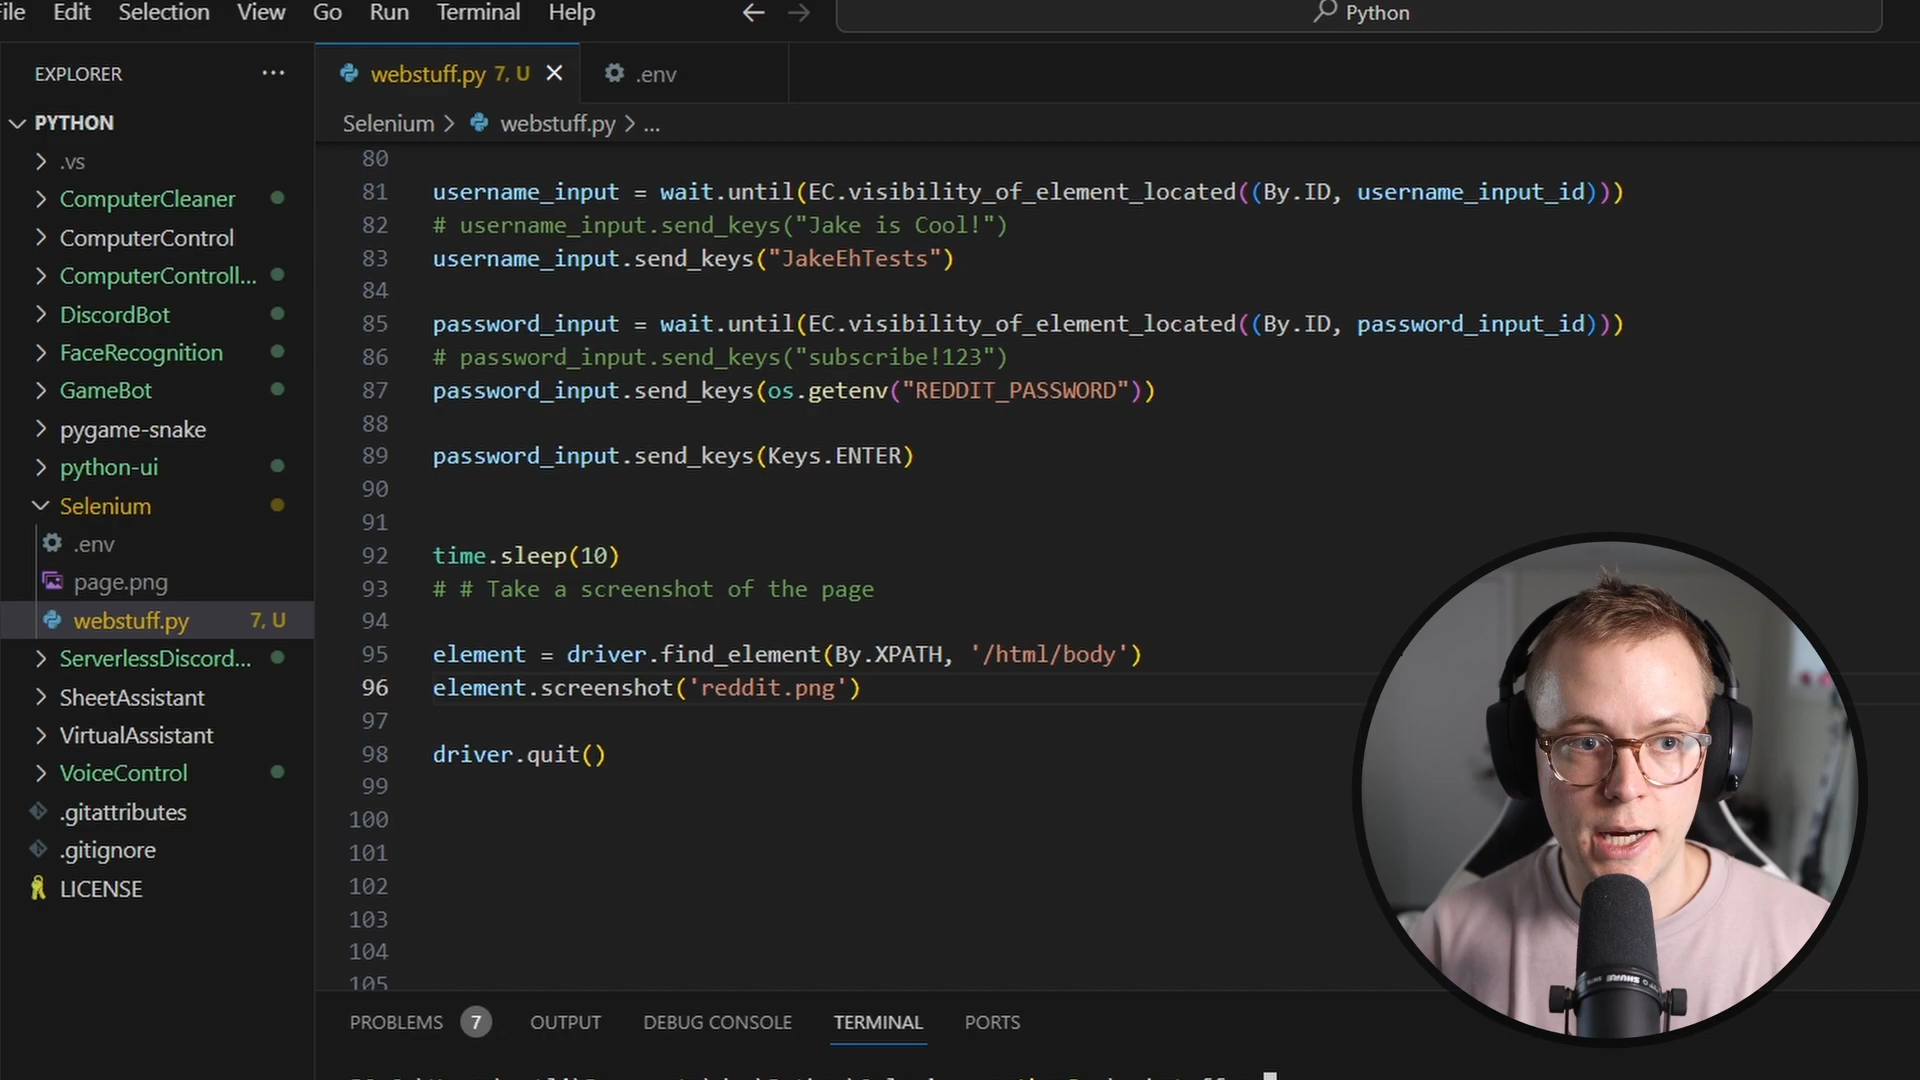 File Edit Selection View Go Run Terminal Help
Python
EXPLORER
webstuff.py 7, U
.env
PYTHON
Selenium > webstuff.py > ...
.vs
ComputerCleaner
ComputerControl
ComputerControll...
DiscordBot
FaceRecognition
GameBot
pygame-snake
python-ui
Selenium
.env
page.png
webstuff.py 7, U
ServerlessDiscord...
SheetAssistant
VirtualAssistant
VoiceControl
.gitattributes
.gitignore
LICENSE
80
81 username_input = wait.until(EC.visibility_of_element_located((By.ID, username_input_id)))
82 # username_input.send_keys("Jake is Cool!")
83 username_input.send_keys("JakeEhTests")
84
85 password_input = wait.until(EC.visibility_of_element_located((By.ID, password_input_id)))
86 # password_input.send_keys("subscribe!123")
87 password_input.send_keys(os.getenv("REDDIT_PASSWORD"))
88
89 password_input.send_keys(Keys.ENTER)
90
91
92 time.sleep(10)
93 # # Take a screenshot of the page
94
95 element = driver.find_element(By.XPATH, '/html/body')
96 element.screenshot('reddit.png')
97
98 driver.quit()
99
100
101
102
103
104
105
PROBLEMS 7 OUTPUT DEBUG CONSOLE TERMINAL PORTS
SHURE